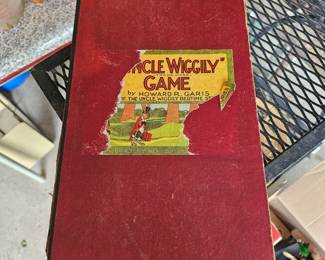 UNCLE WIGGILY"
GAME
by HOWARD R. GARIS
THE UNCLE WIGGILY BEDTIME